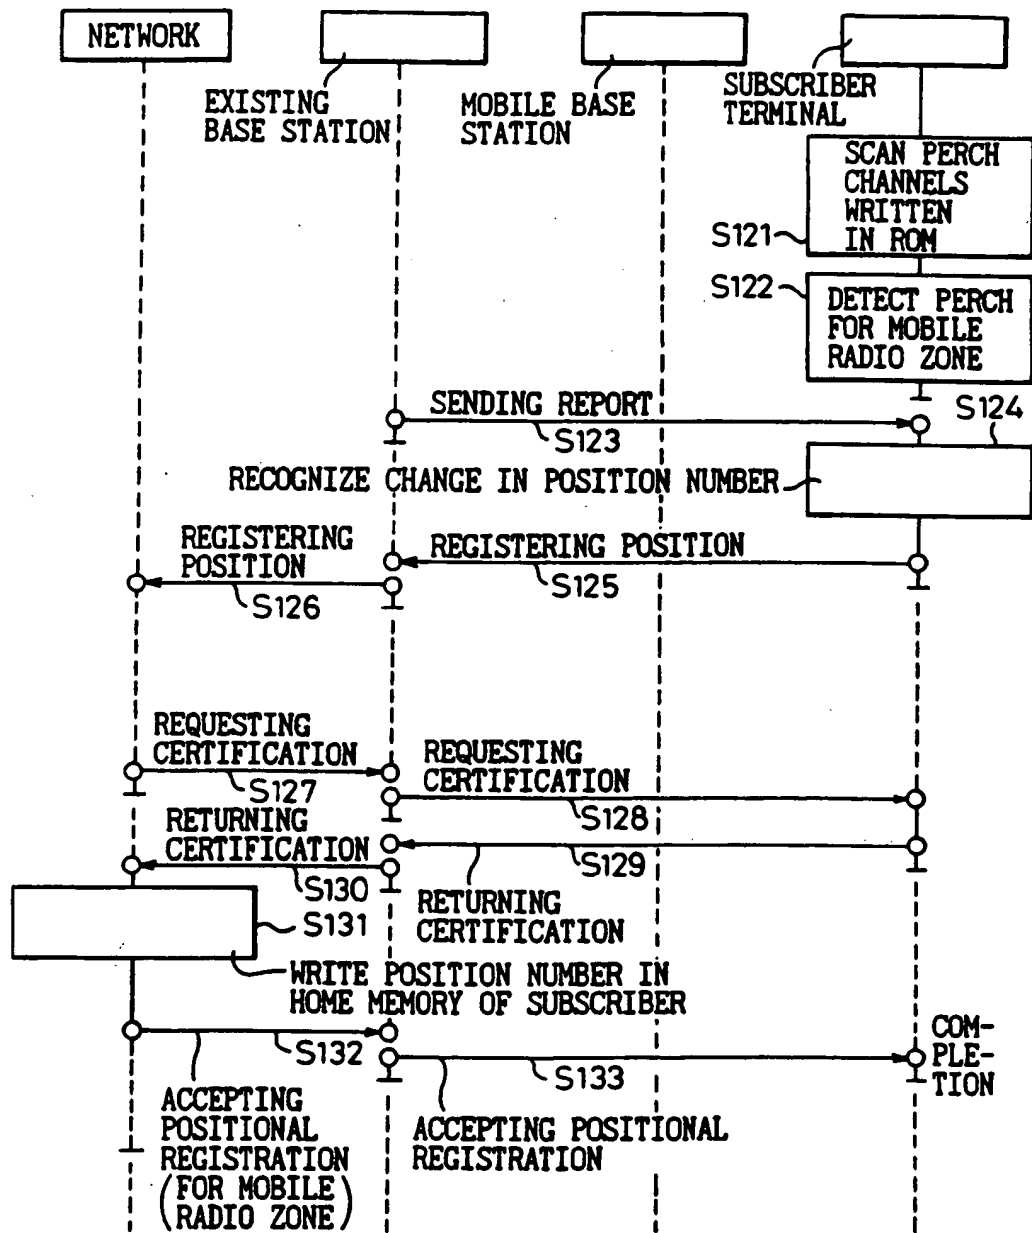 NETWORK
EXISTING
BASE STATION
MOBILE BASE
STATION
SUBSCRIBER
TERMINAL
SCAN PERCH
CHANNELS
WRITTEN
IN ROM
S121
S122
DETECT PERCH
FOR MOBILE
RADIO ZONE
SENDING REPORT
S123
S124
RECOGNIZE CHANGE IN POSITION NUMBER
REGISTERING
POSITION
S126
REGISTERING POSITION
S125
REQUESTING
CERTIFICATION
S127
REQUESTING
CERTIFICATION
S128
RETURNING
CERTIFICATION
S130
S129
RETURNING
CERTIFICATION
S131
WRITE POSITION NUMBER IN
HOME MEMORY OF SUBSCRIBER
S132
S133
COM-
PLE-
TION
ACCEPTING
POSITIONAL
REGISTRATION
(FOR MOBILE
RADIO ZONE)
ACCEPTING POSITIONAL
REGISTRATION